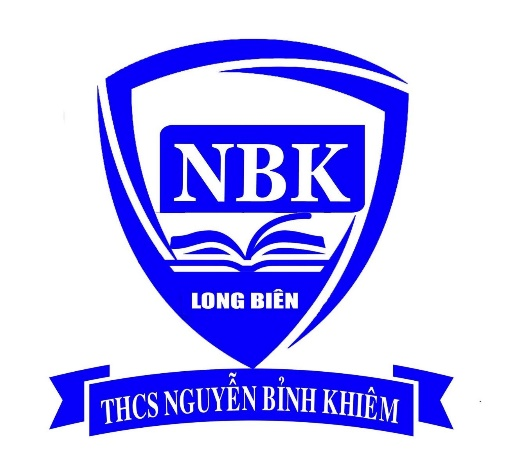 NBK
LONG BIÊN
THCS NGUYỄN BỈNH KHIÊM